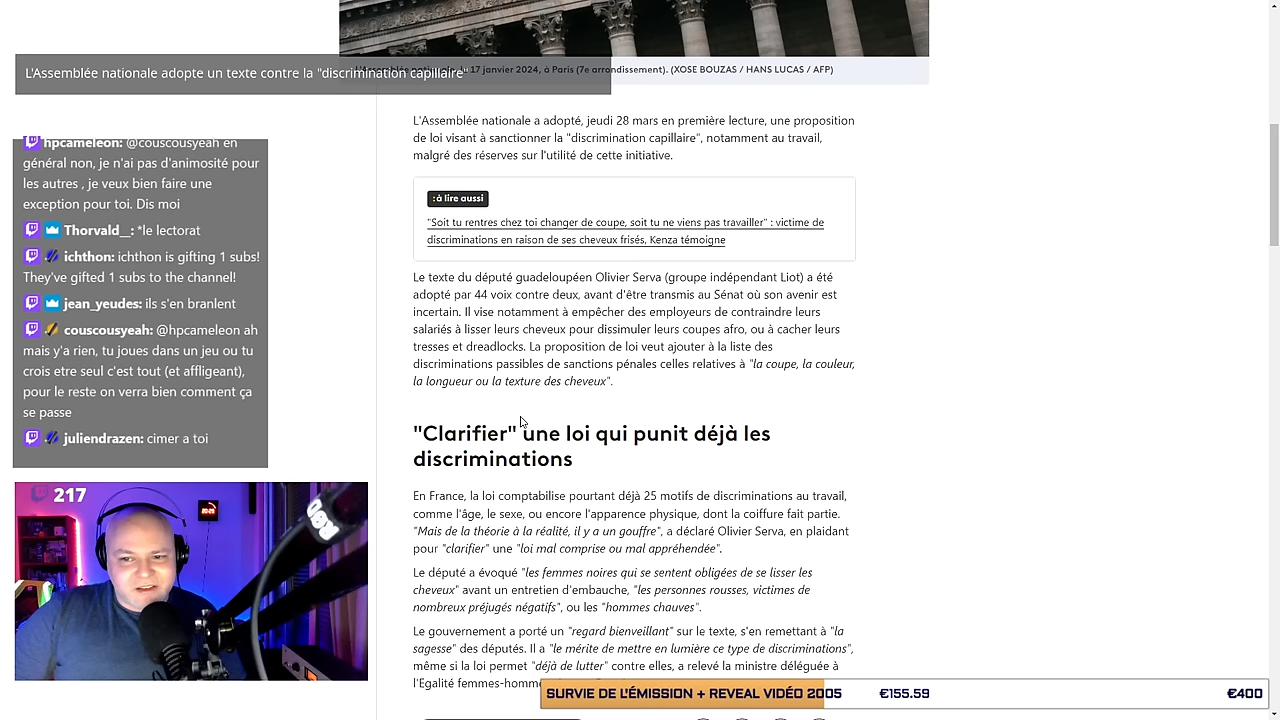 L'Assemblée nationale adopte un texte contre la "discrimination capillaire"
17 janvier 2024, à Paris (7e arrondissement). (XOSE BOUZAS / HANS LUCAS / AFP)
hpcameleon: @couscousyeah en
général non, je n'ai pas d'animosité pour
les autres , je veux bien faire une
exception pour toi. Dis moi
Thorvald__: *le lectorat
ichthon: ichthon is gifting 1 subs!
They've gifted 1 subs to the channel!
jean_yeudes: ils s'en branlent
couscousyeah: @hpcameleon ah
mais y'a rien, tu joues dans un jeu ou tu
crois etre seul c'est tout (et affligeant),
pour le reste on verra bien comment ça
se passe
juliendrazen: cimer a toi
217
L'Assemblée nationale a adopté, jeudi 28 mars en première lecture, une proposition
de loi visant à sanctionner la "discrimination capillaire", notamment au travail,
malgré des réserves sur l'utilité de cette initiative.
:à lire aussi
"Soit tu rentres chez toi changer de coupe, soit tu ne viens pas travailler" : victime de
discriminations en raison de ses cheveux frisés, Kenza témoigne
Le texte du député guadeloupéen Olivier Serva (groupe indépendant Liot) a été
adopté par 44 voix contre deux, avant d'être transmis au Sénat où son avenir est
incertain. Il vise notamment à empêcher des employeurs de contraindre leurs
salariés à lisser leurs cheveux pour dissimuler leurs coupes afro, ou à cacher leurs
tresses et dreadlocks. La proposition de loi veut ajouter à la liste des
discriminations passibles de sanctions pénales celles relatives à "la coupe, la couleur,
la longueur ou la texture des cheveux".
"Clarifier" une loi qui punit déjà les
discriminations
En France, la loi comptabilise pourtant déjà 25 motifs de discriminations au travail,
comme l'âge, le sexe, ou encore l'apparence physique, dont la coiffure fait partie.
"Mais de la théorie à la réalité, il y a un gouffre", a déclaré Olivier Serva, en plaidant
pour "clarifier" une "loi mal comprise ou mal appréhendée".
Le député a évoqué "les femmes noires qui se sentent obligées de se lisser les
cheveux" avant un entretien d'embauche, "les personnes rousses, victimes de
nombreux préjugés négatifs", ou les "hommes chauves".
Le gouvernement a porté un "regard bienveillant" sur le texte, s'en remettant à "la
sagesse" des députés. Il a "le mérite de mettre en lumière ce type de discriminations",
même si la loi permet "déjà de lutter" contre elles, a relevé la ministre déléguée à
l'Egalité femmes-homme
SURVIE DE L'ÉMISSION + REVEAL VIDÉO 2005 €155.59 €400